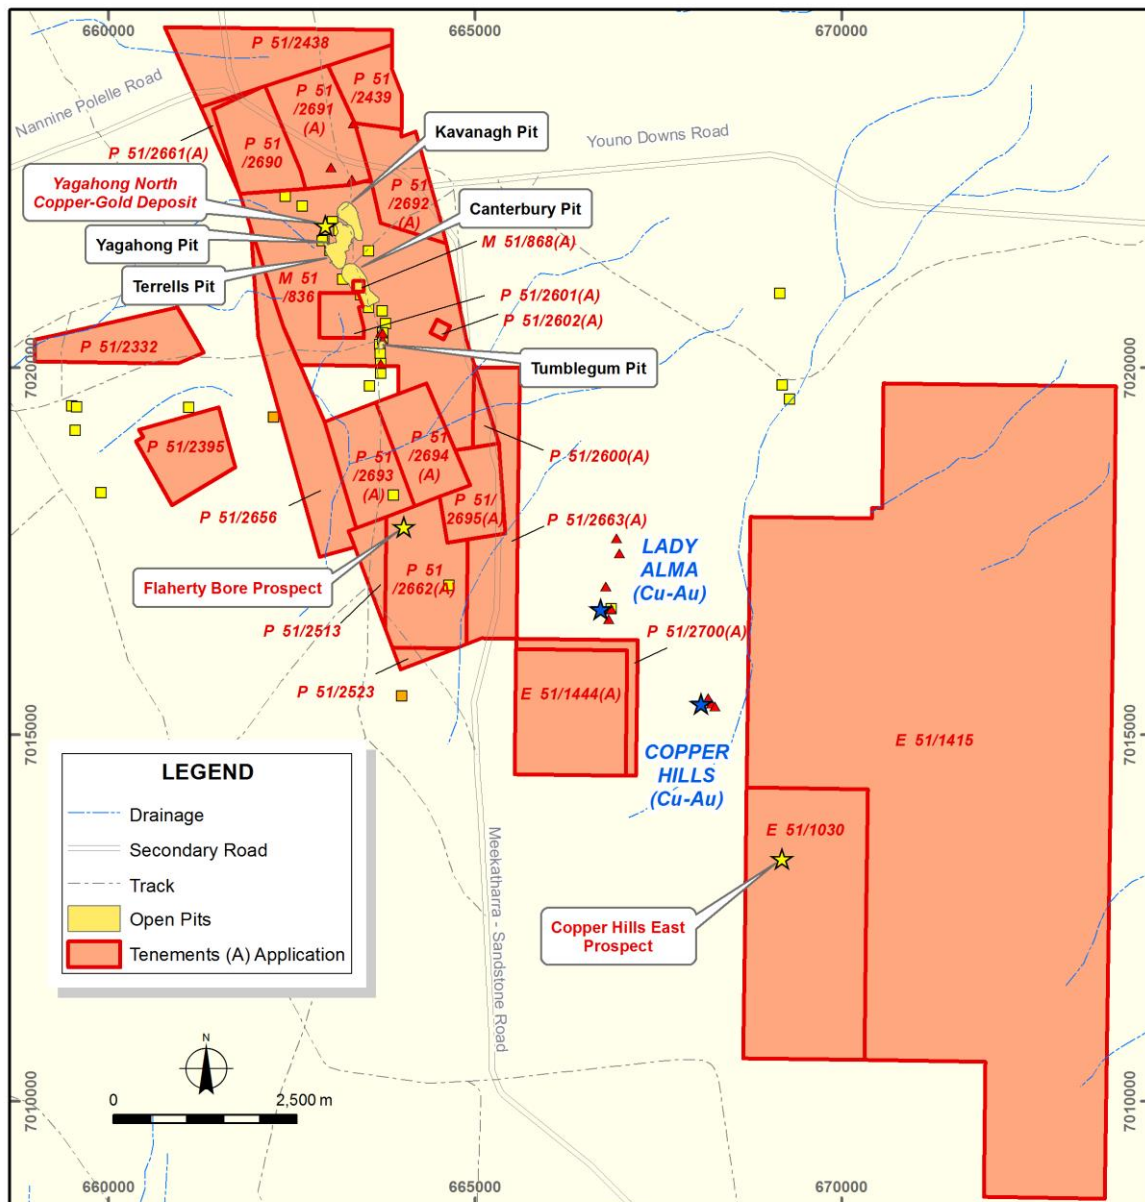 660000
665000
670000
P 51/2438
P 51
/2439
P 51
/2691
(A)
Nannine Polelle Road
Kavanagh Pit
Youno Downs Road
P 51/2661(A)
P 51
/2690
Yagahong North
Copper-Gold Deposit
P 51
/2692
(A)
Canterbury Pit
Yagahong Pit
M 51/868(A)
Terrells Pit
M 51
/836
P 51/2601(A)
P 51/2602(A)
P 51/2332
7020000
7020000
Tumblegum Pit
P 51/2395
P 51
/2693
(A)
P 51
/2694
(A)
P 51/2600(A)
P 51/2656
P 51/
2695(A)
P 51/2663(A)
LADY
ALMA
(Cu-Au)
Flaherty Bore Prospect
P 51
/2662(A)
P 51/2513
P 51/2700(A)
P 51/2523
E 51/1444(A)
7015000
7015000
E 51/1415
COPPER
HILLS
(Cu-Au)
LEGEND
Drainage
Secondary Road
Track
Open Pits
Tenements (A) Application
E 51/1030
Meekatharra - Sandstone Road
Copper Hills East
Prospect
N
0
2,500 m
7010000
7010000
660000
665000
670000